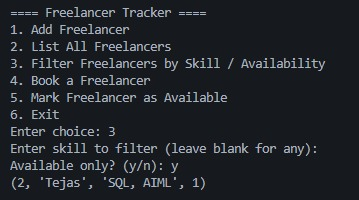 ==== Freelancer Tracker ====
1. Add Freelancer
2. List All Freelancers
3. Filter Freelancers by Skill / Availability
4. Book a Freelancer
5. Mark Freelancer as Available
6. Exit
Enter choice: 3
Enter skill to filter (leave blank for any):
Available only? (y/n): y
(2, 'Tejas', 'SQL, AIML', 1)